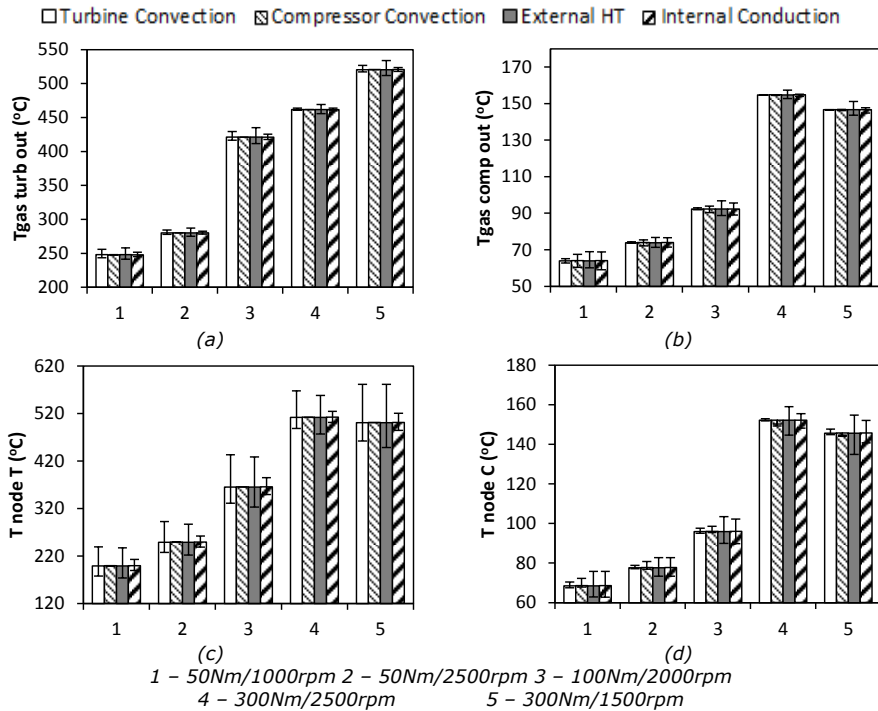 Turbine Convection Compressor Convection External HT Internal Conduction
Tgas turb out (ºC)
550
500
450
400
350
300
250
200
1 2 3 4 5
(a)
Tgas comp out (ºC)
170
150
130
110
90
70
50
1 2 3 4 5
(b)
T node T (ºC)
620
520
420
320
220
120
1 2 3 4 5
(c)
T node C (ºC)
180
160
140
120
100
80
60
1 2 3 4 5
(d)
1 – 50Nm/1000rpm 2 – 50Nm/2500rpm 3 – 100Nm/2000rpm
4 – 300Nm/2500rpm 5 – 300Nm/1500rpm